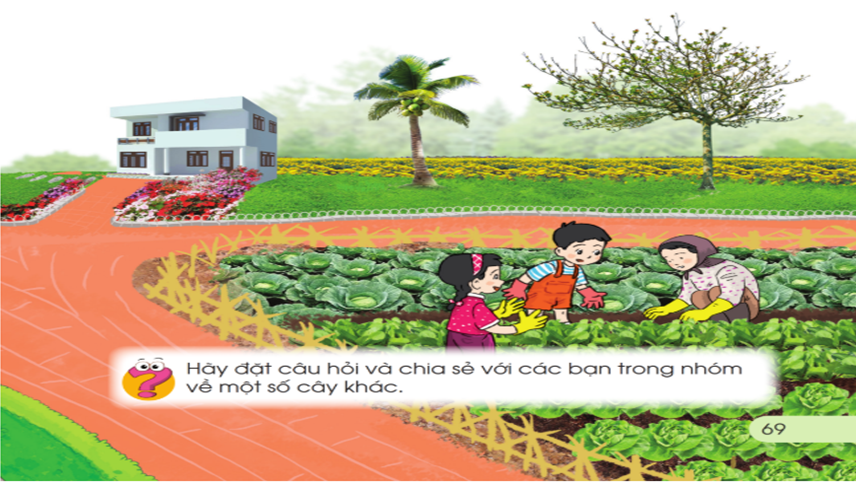 Hãy đặt câu hỏi và chia sẻ với các bạn trong nhóm
về một số cây khác.
69